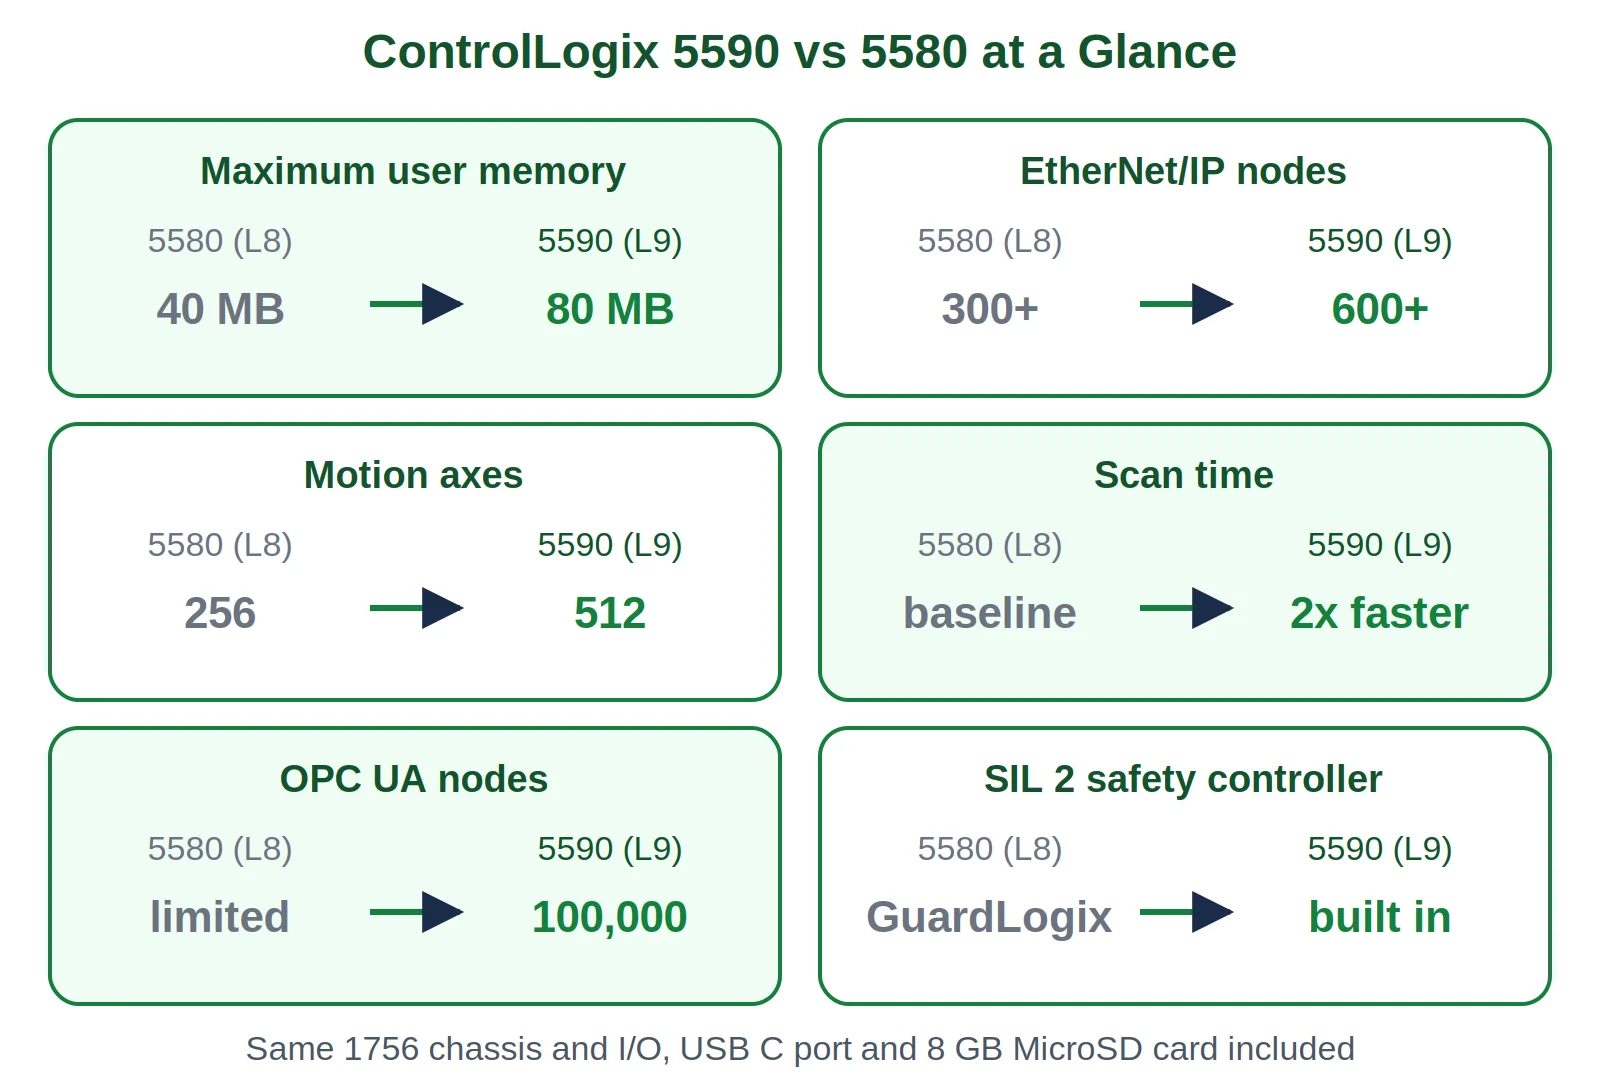 ControlLogix 5590 vs 5580 at a Glance
Maximum user memory
5580 (L8)
5590 (L9)
40 MB
80 MB
EtherNet/IP nodes
5580 (L8)
5590 (L9)
300+
600+
Motion axes
5580 (L8)
5590 (L9)
256
512
Scan time
5580 (L8)
5590 (L9)
baseline
2x faster
OPC UA nodes
5580 (L8)
5590 (L9)
limited
100,000
SIL 2 safety controller
5580 (L8)
5590 (L9)
GuardLogix
built in
Same 1756 chassis and I/O, USB C port and 8 GB MicroSD card included